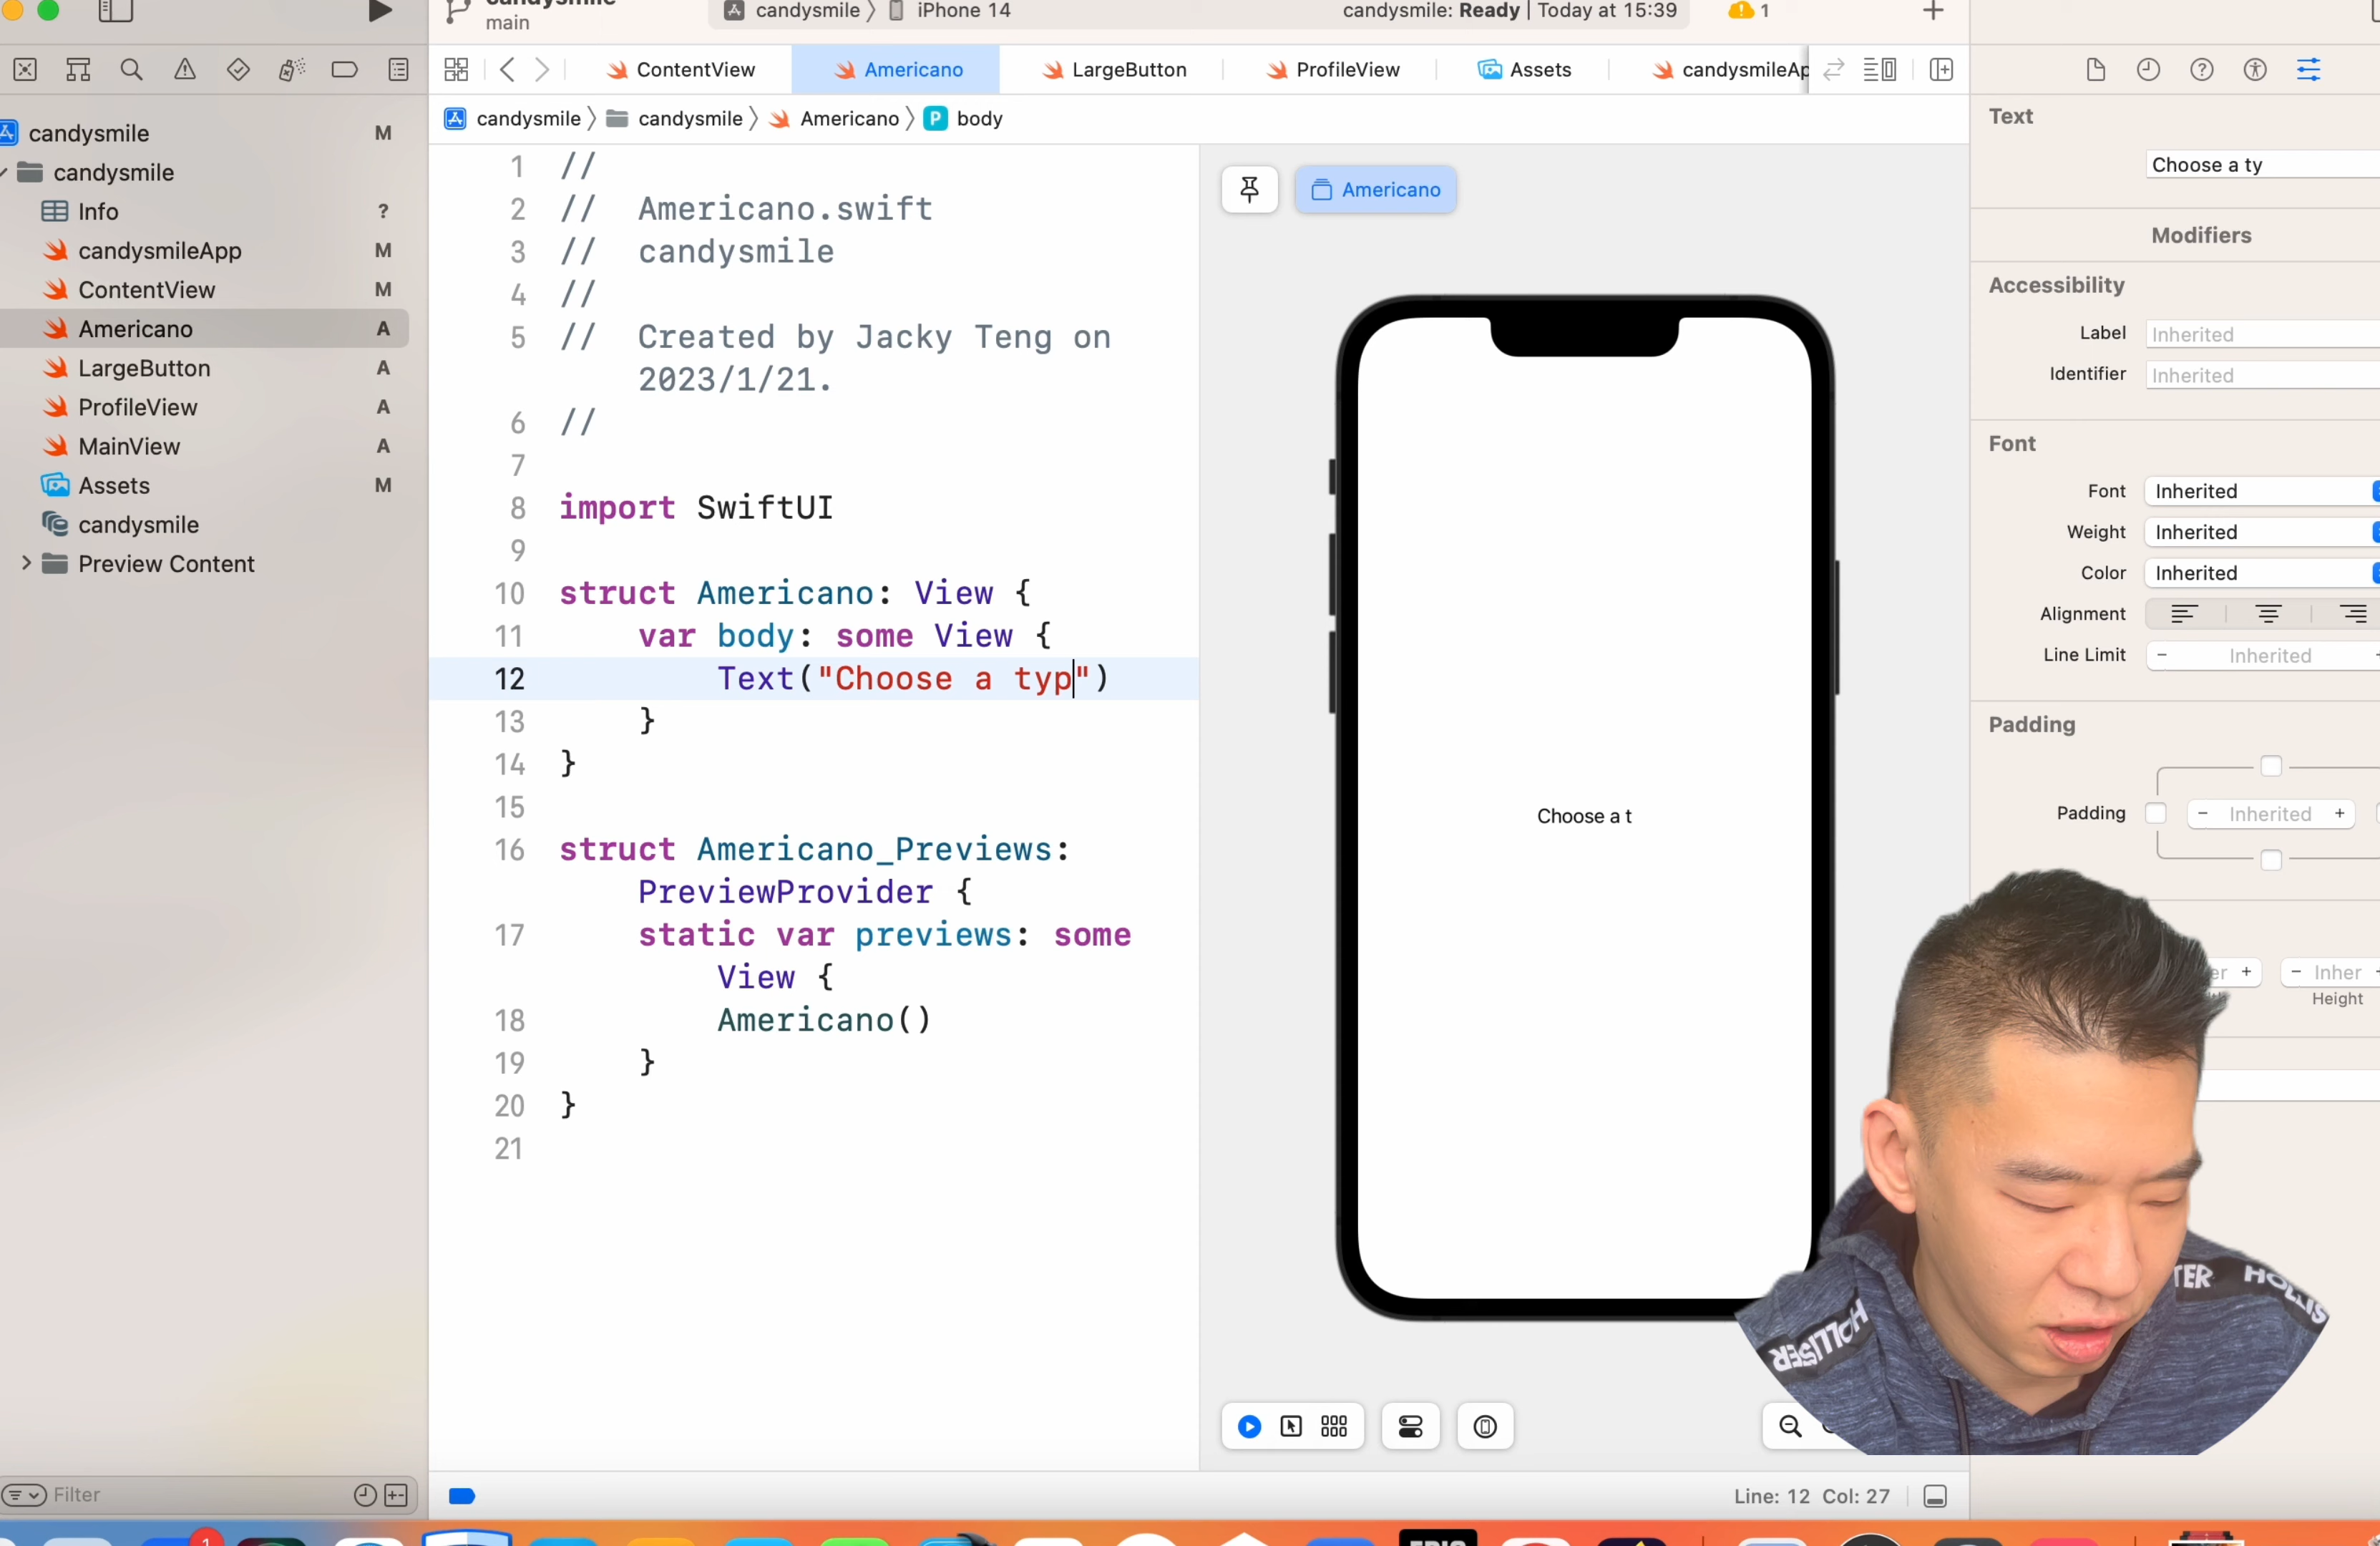 main
candysmile
iPhone 14
candysmile: Ready | Today at 15:39
1
ContentView
Americano
LargeButton
ProfileView
Assets
candysmileAp
candysmile
candysmile
Americano
P body
candysmile M
candysmile
Info ?
candysmileApp M
ContentView M
Americano A
LargeButton A
ProfileView A
MainView A
Assets M
candysmile
Preview Content
Filter
1 //
2 // Americano.swift
3 // candysmile
4 //
5 // Created by Jacky Teng on
2023/1/21.
6 //
7
8 import SwiftUI
9
10 struct Americano: View {
11 var body: some View {
12 Text("Choose a typ")
13 }
14 }
15
16 struct Americano_Previews:
PreviewProvider {
17 static var previews: some
View {
18 Americano()
19 }
20 }
21
Americano
Choose a t
Line: 12 Col: 27
Text
Choose a ty
Modifiers
Accessibility
Label Inherited
Identifier Inherited
Font
Font Inherited
Weight Inherited
Color Inherited
Alignment
Line Limit − Inherited
Padding
Padding − Inherited +
er + − Inher
Height
HOLLISTER
TER HOLLIS
1
EPIC